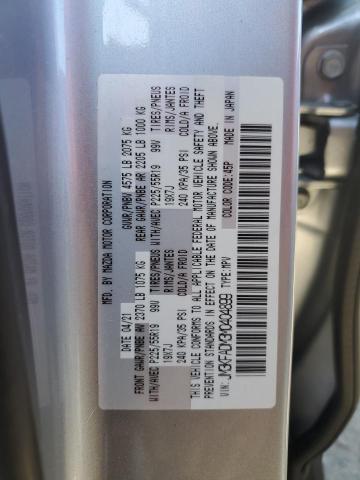 MFD. BY MAZDA MOTOR CORPORATION
DATE 04/21 GVWR/PNBV 4575 LB 2075 KG
FRONT GAWR/PNBE AV 2370 LB 1075 KG REAR GAWR/PNBE AR 2205 LB 1000 KG
WITH/AVEC P225/55R19 99V TIRES/PNEUS WITH/AVEC P225/55R19 99V TIRES/PNEUS
19X7J RIMS/JANTES 19X7J RIMS/JANTES
240 KPA/35 PSI COLD/A FROID 240 KPA/35 PSI COLD/A FROID
THIS VEHICLE CONFORMS TO ALL APPLICABLE FEDERAL MOTOR VEHICLE SAFETY AND THEFT
PREVENTION STANDARDS IN EFFECT ON THE DATE OF MANUFACTURE SHOWN ABOVE.
TYPE: MPV MADE IN JAPAN
VIN: COLOR CODE: 45P